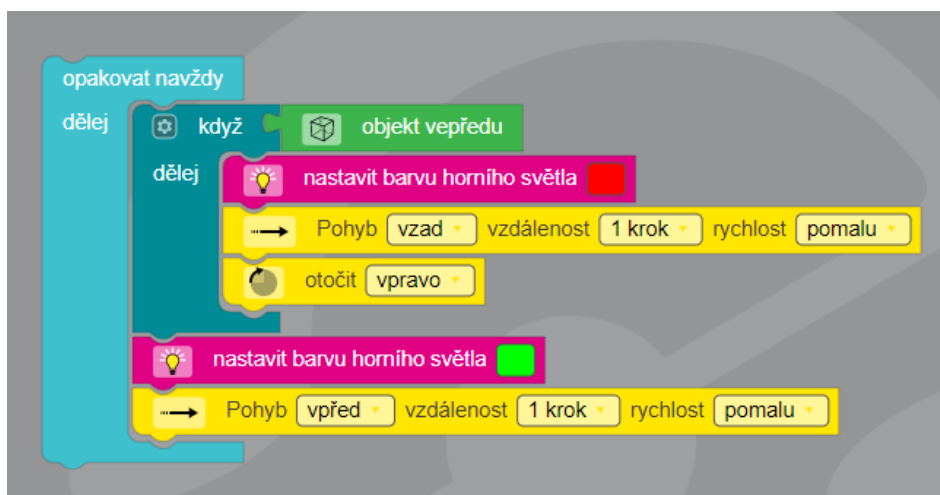 opakovat navždy
dělej když objekt vepředu
dělej nastavit barvu horního světla
Pohyb vzad vzdálenost 1 krok rychlost pomalu
otočit vpravo
nastavit barvu horního světla
Pohyb vpřed vzdálenost 1 krok rychlost pomalu